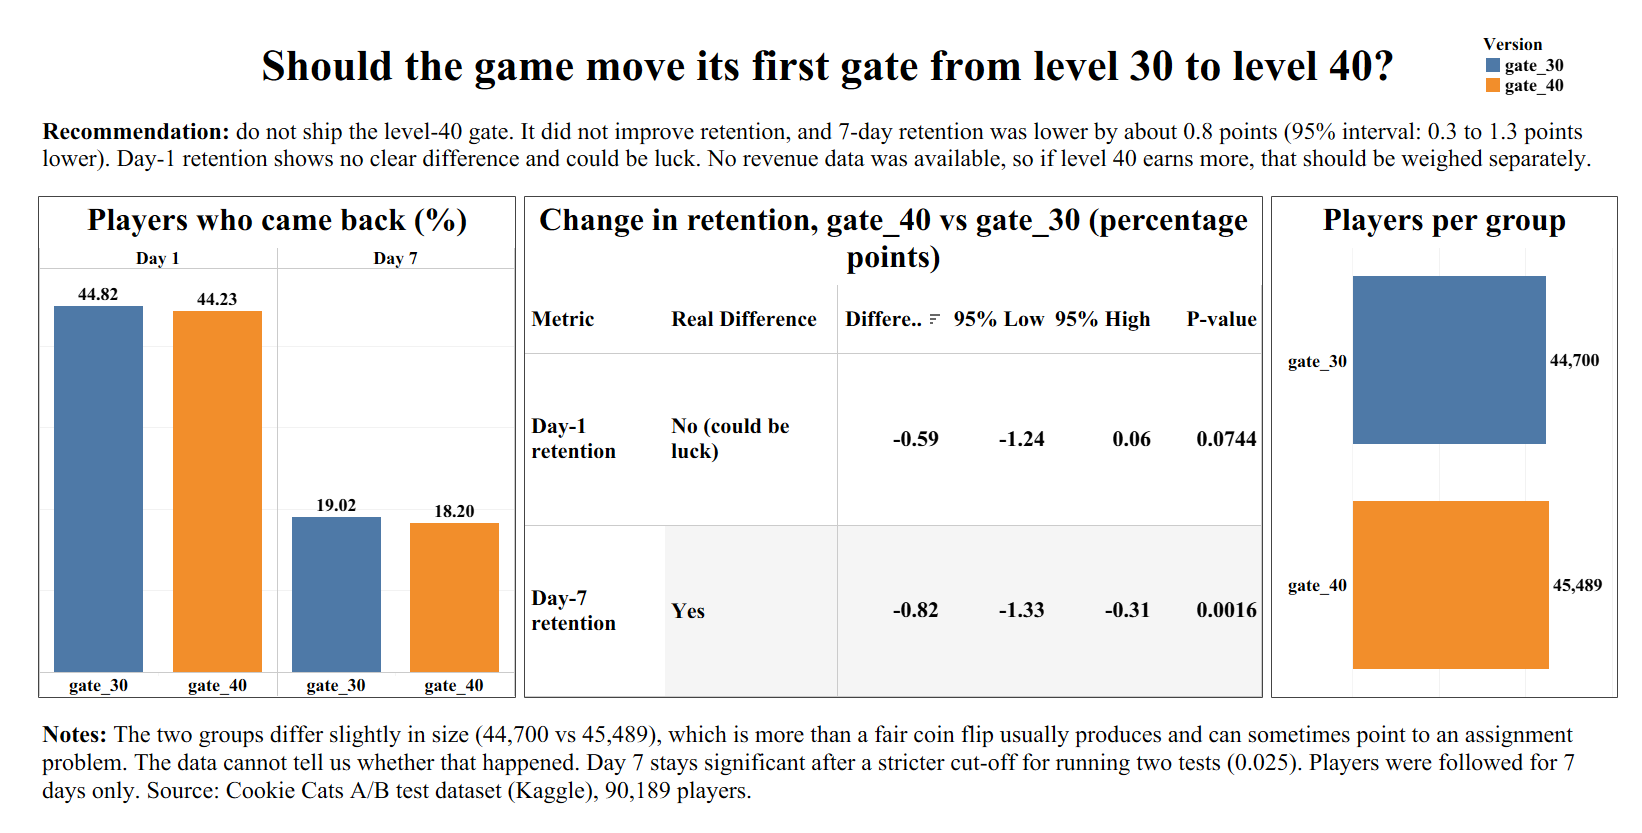 Should the game move its first gate from level 30 to level 40?
Version
gate_30
gate_40
Recommendation: do not ship the level-40 gate. It did not improve retention, and 7-day retention was lower by about 0.8 points (95% interval: 0.3 to 1.3 points
lower). Day-1 retention shows no clear difference and could be luck. No revenue data was available, so if level 40 earns more, that should be weighed separately.
Players who came back (%)
Day 1 Day 7
44.82 44.23
19.02 18.20
gate_30 gate_40 gate_30 gate_40
Change in retention, gate_40 vs gate_30 (percentage
points)
Metric Real Difference Differe.. 95% Low 95% High P-value
Day-1
retention
No (could be
luck)
-0.59 -1.24 0.06 0.0744
Day-7
retention
Yes
-0.82 -1.33 -0.31 0.0016
Players per group
gate_30 44,700
gate_40 45,489
Notes: The two groups differ slightly in size (44,700 vs 45,489), which is more than a fair coin flip usually produces and can sometimes point to an assignment
problem. The data cannot tell us whether that happened. Day 7 stays significant after a stricter cut-off for running two tests (0.025). Players were followed for 7
days only. Source: Cookie Cats A/B test dataset (Kaggle), 90,189 players.